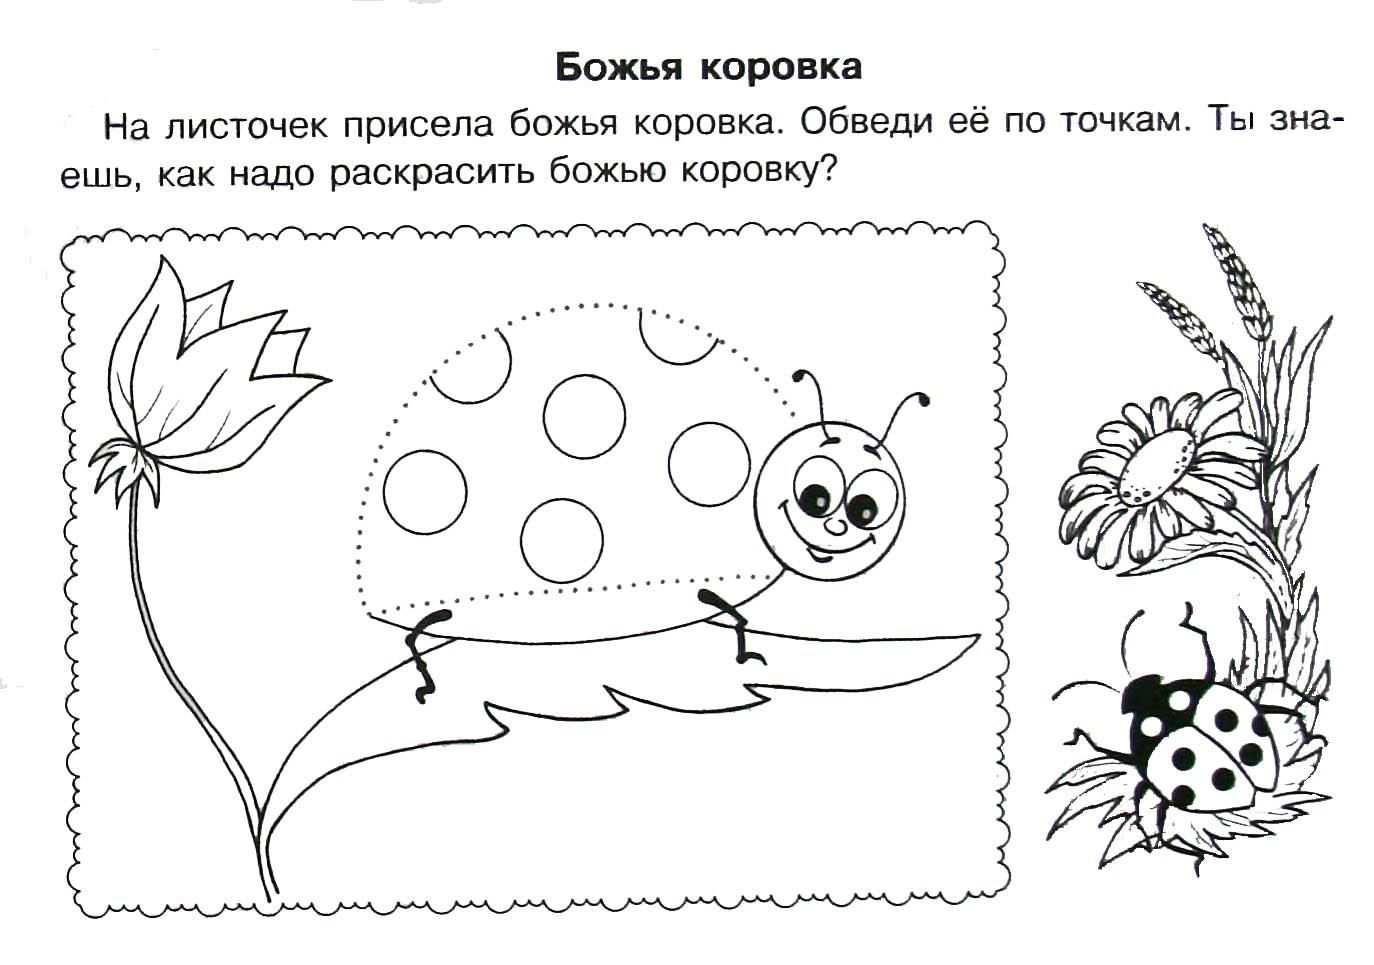 Божья коровка
На листочек присела божья коровка. Обведи её по точкам. Ты зна-
ешь, как надо раскрасить божью коровку?